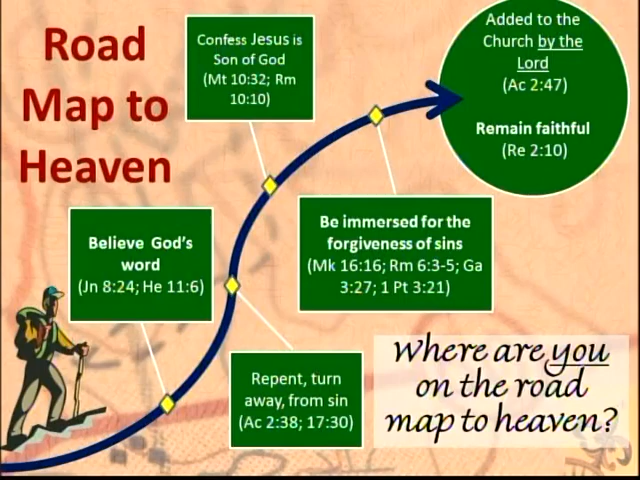 Road
Map to
Heaven
Confess Jesus is
Son of God
(Mt 10:32; Rm
10:10)
Added to the
Church by the
Lord
(Ac 2:47)
Remain faithful
(Re 2:10)
Believe God's
word
(Jn 8:24; He 11:6)
Be immersed for the
forgiveness of sins
(Mk 16:16; Rm 6:3-5; Ga
3:27; 1 Pt 3:21)
Repent, turn
away, from sin
(Ac 2:38; 17:30)
Where are you
on the road
map to heaven?